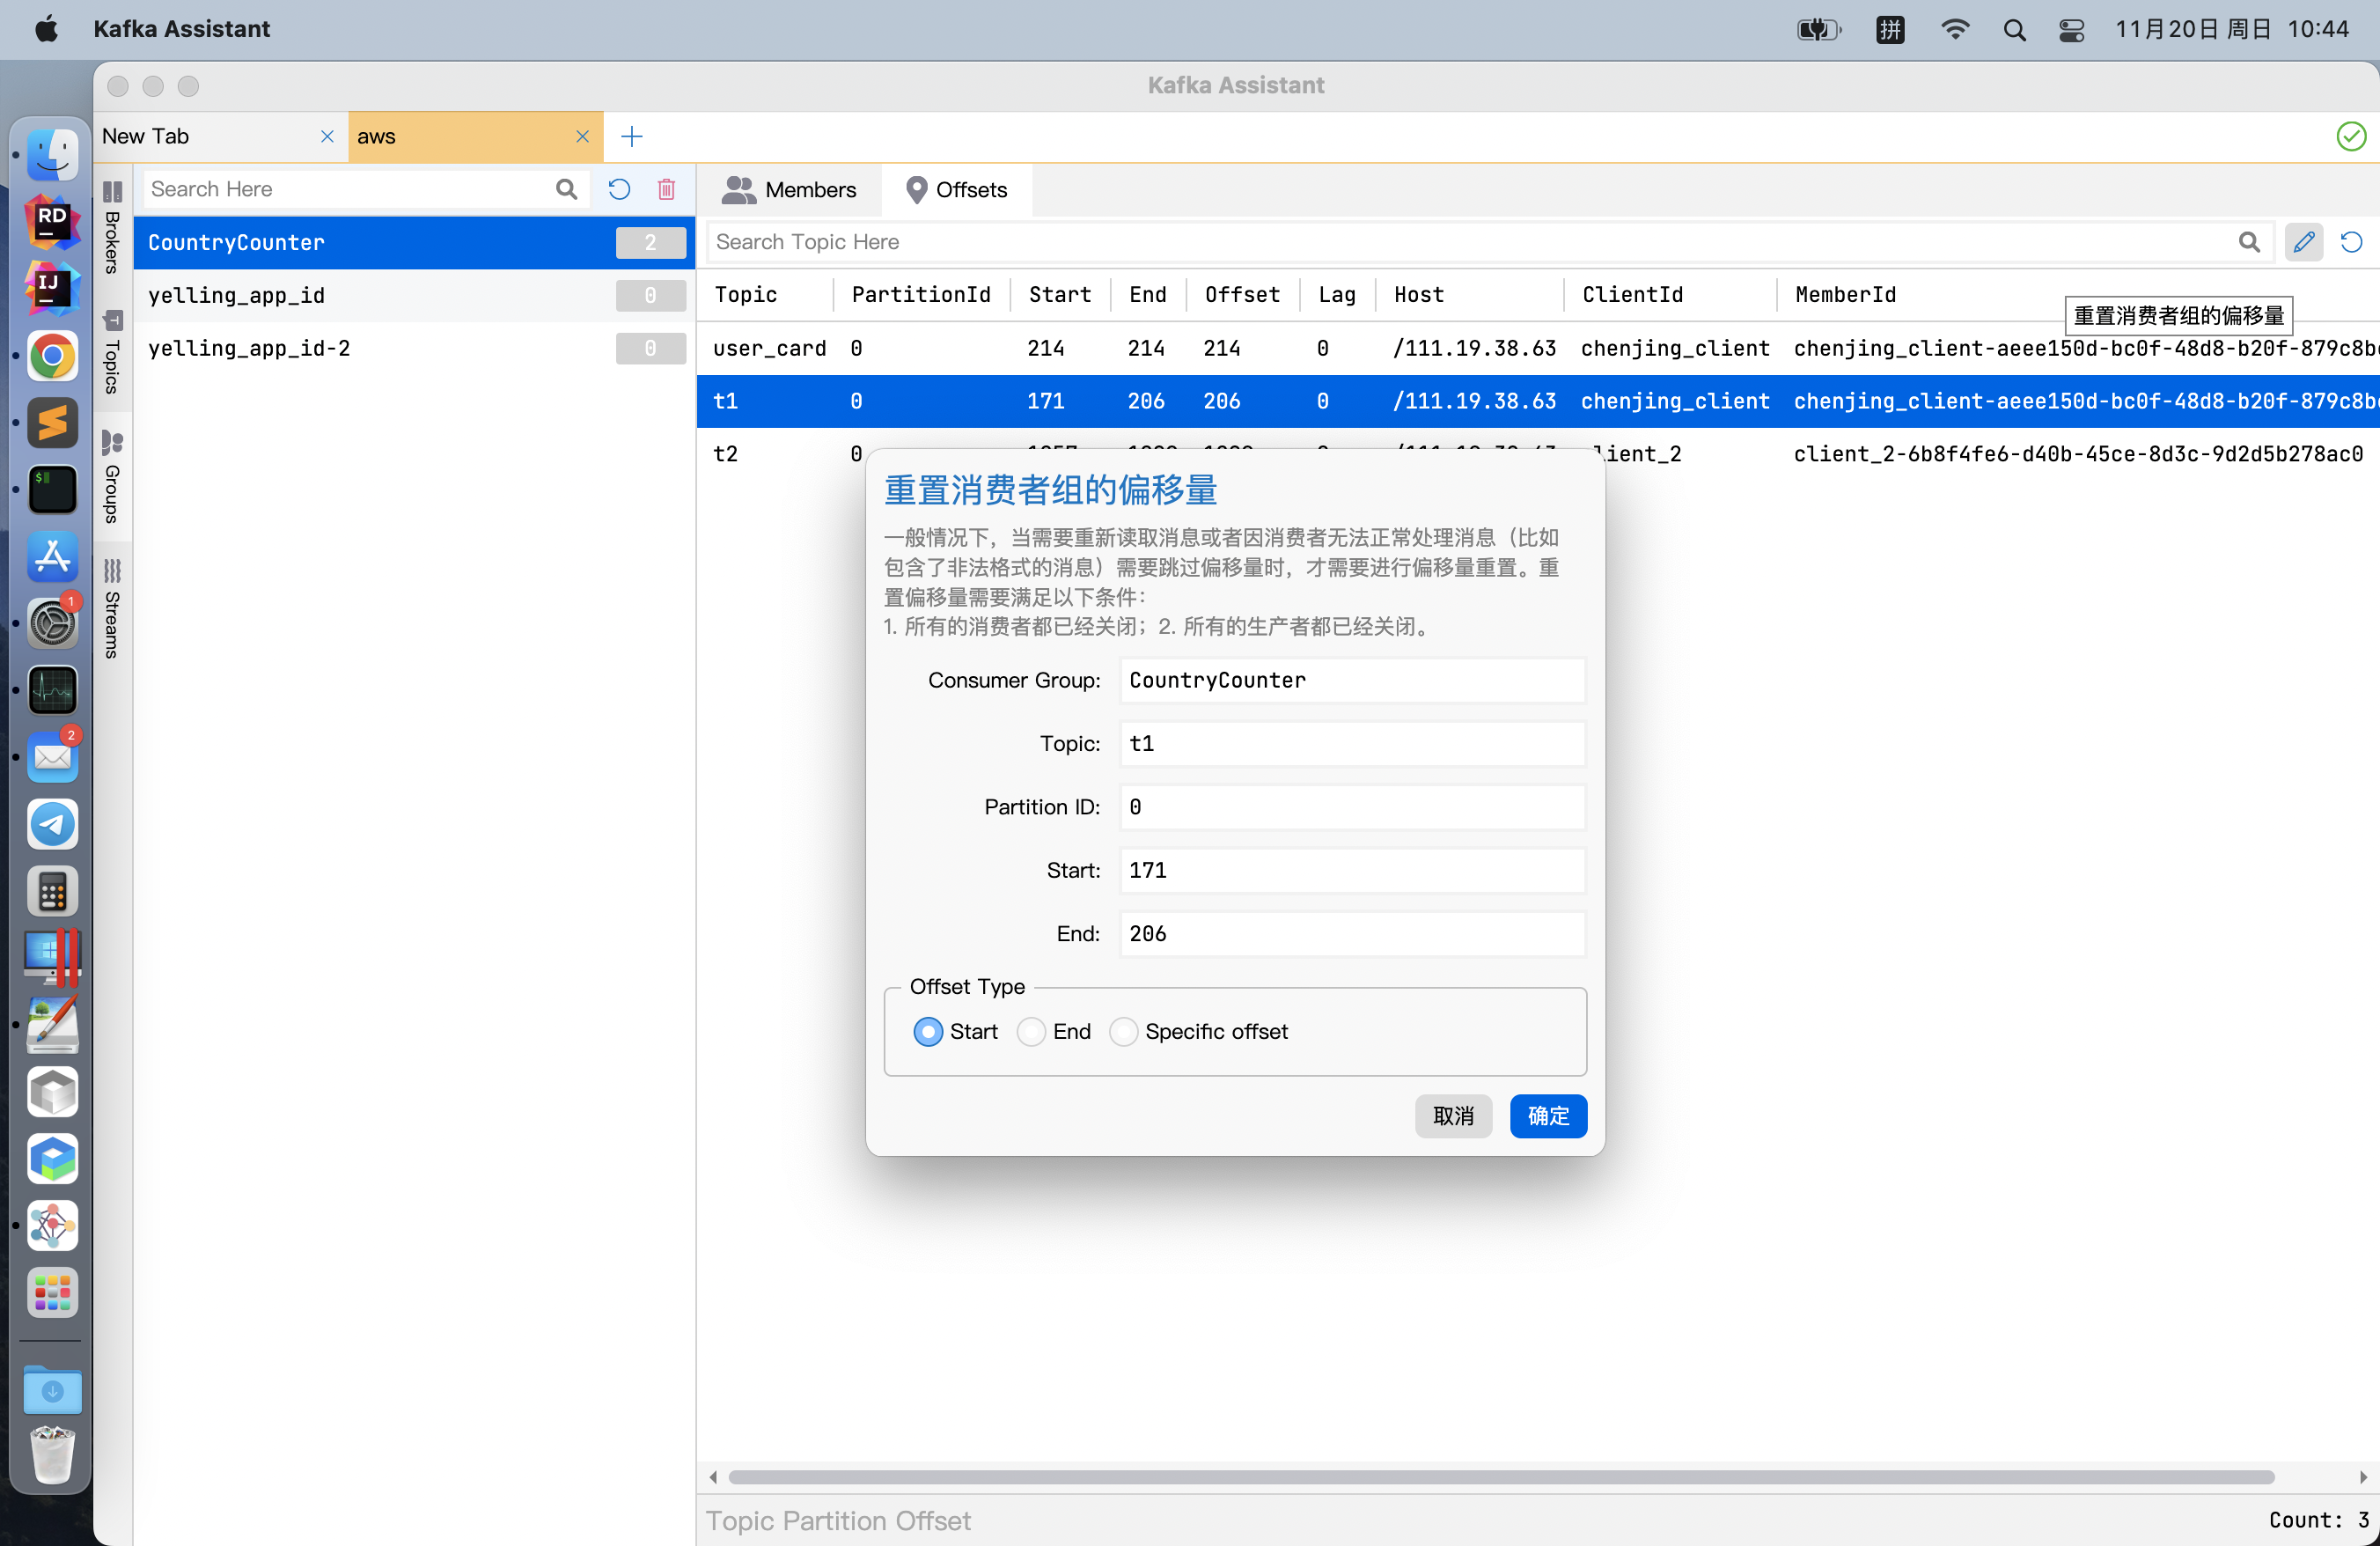 Kafka Assistant
拼
11月20日 周日 10:44
Kafka Assistant
New Tab
aws
Search Here
Brokers
Topics
Groups
Streams
CountryCounter 2
yelling_app_id 0
yelling_app_id-2 0
Members
Offsets
Search Topic Here
Topic PartitionId Start End Offset Lag Host ClientId MemberId
重置消费者组的偏移量
user_card 0 214 214 214 0 /111.19.38.63 chenjing_client chenjing_client-aeee150d-bc0f-48d8-b20f-879c8b
t1 0 171 206 206 0 /111.19.38.63 chenjing_client chenjing_client-aeee150d-bc0f-48d8-b20f-879c8b
t2 0 client_2-6b8f4fe6-d40b-45ce-8d3c-9d2d5b278ac0
重置消费者组的偏移量
一般情况下，当需要重新读取消息或者因消费者无法正常处理消息（比如
包含了非法格式的消息）需要跳过偏移量时，才需要进行偏移量重置。重
置偏移量需要满足以下条件：
1. 所有的消费者都已经关闭；2. 所有的生产者都已经关闭。
Consumer Group: CountryCounter
Topic: t1
Partition ID: 0
Start: 171
End: 206
Offset Type
Start End Specific offset
取消 确定
RD
IJ
$
1
2
Topic Partition Offset
Count: 3